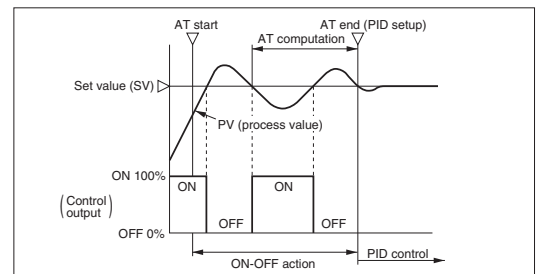 AT start
AT end (PID setup)
AT computation
Set value (SV)
PV (process value)
ON 100%
ON
ON
(Control output)
OFF
OFF
OFF 0%
ON-OFF action
PID control